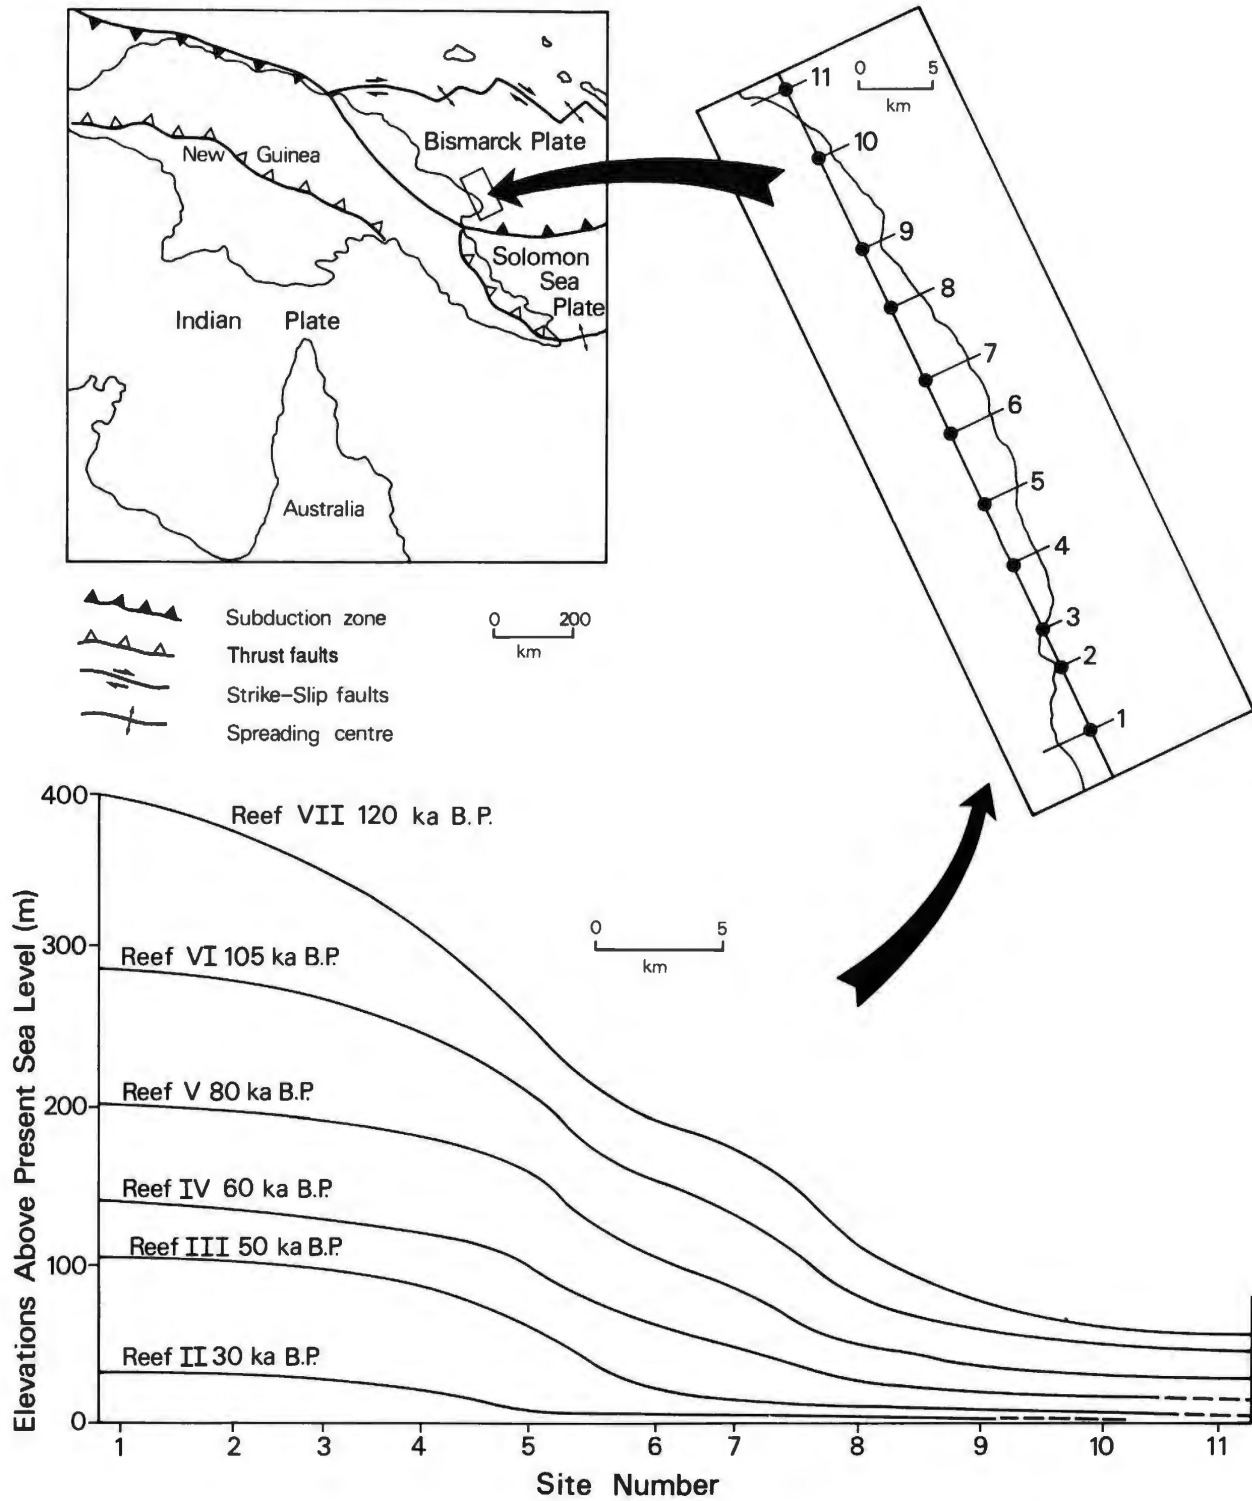 Bismarck Plate
New Guinea
Solomon
Sea
Plate
Indian Plate
Australia
Subduction zone
Thrust faults
Strike-Slip faults
Spreading centre
0 200
km
0 5
km
11
10
9
8
7
6
5
4
3
2
1
Elevations Above Present Sea Level (m)
400
300
200
100
0
Reef VII 120 ka B.P.
Reef VI 105 ka B.P.
Reef V 80 ka B.P.
Reef IV 60 ka B.P.
Reef III 50 ka B.P.
Reef II 30 ka B.P.
0 5
km
1 2 3 4 5 6 7 8 9 10 11
Site Number